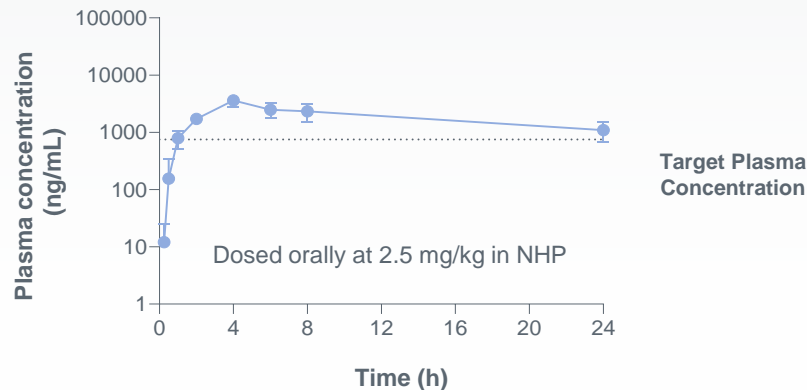 Plasma concentration
(ng/mL)
100000
10000
1000
100
10
1
Dosed orally at 2.5 mg/kg in NHP
Target Plasma
Concentration
0 4 8 12 16 20 24
Time (h)